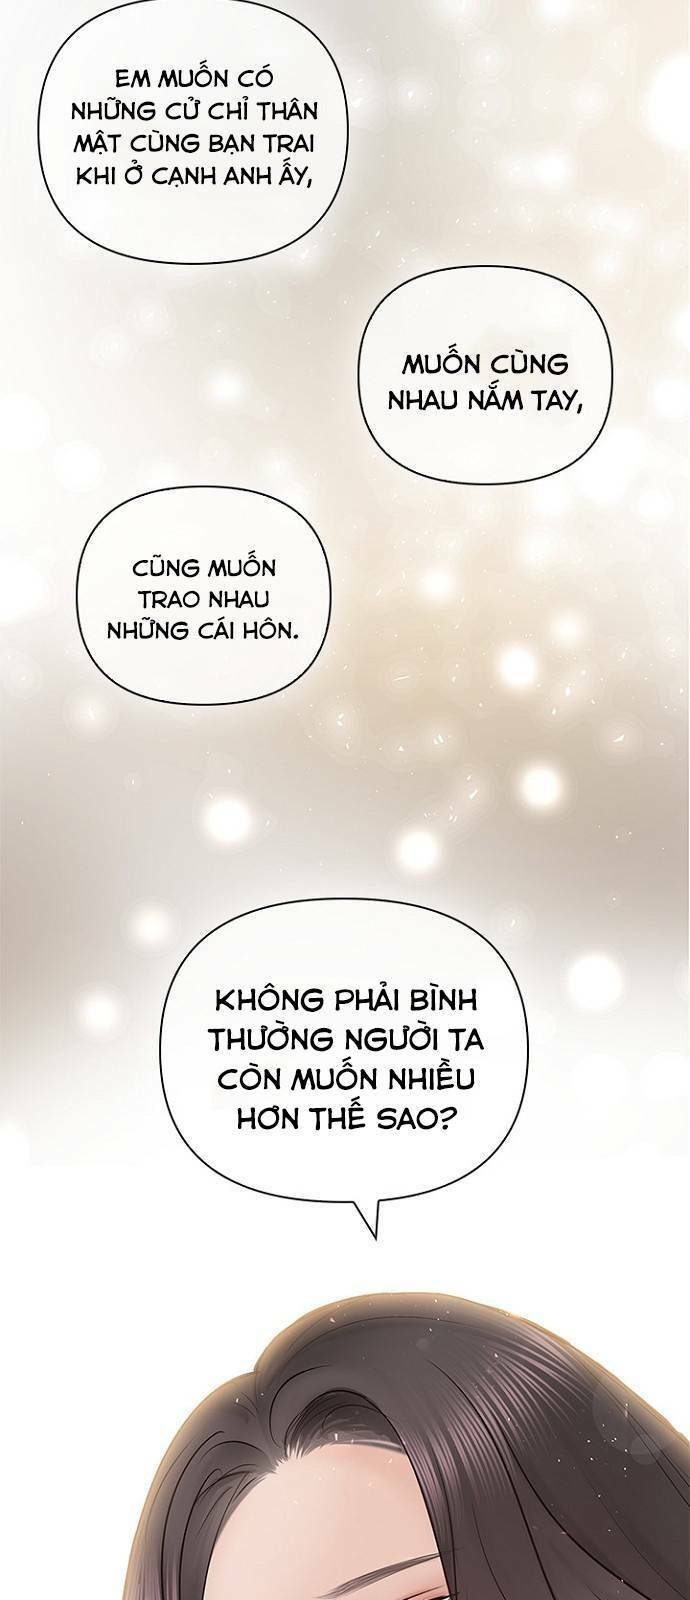 EM MUỐN CÓ
NHỮNG CỬ CHỈ THÂN
MẬT CÙNG BẠN TRAI
KHI Ở CẠNH ANH ẤY,
MUỐN CÙNG
NHAU NẮM TAY,
CŨNG MUỐN
TRAO NHAU
NHỮNG CÁI HÔN.
KHÔNG PHẢI BÌNH
THƯỜNG NGƯỜI TA
CÒN MUỐN NHIỀU
HƠN THẾ SAO?